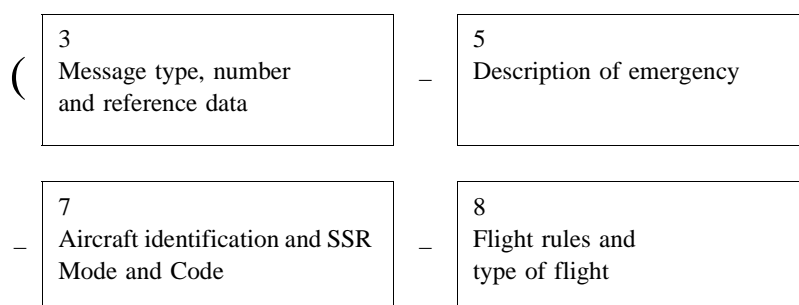 ( 3
Message type, number
and reference data
– 5
Description of emergency
– 7
Aircraft identification and SSR
Mode and Code
– 8
Flight rules and
type of flight